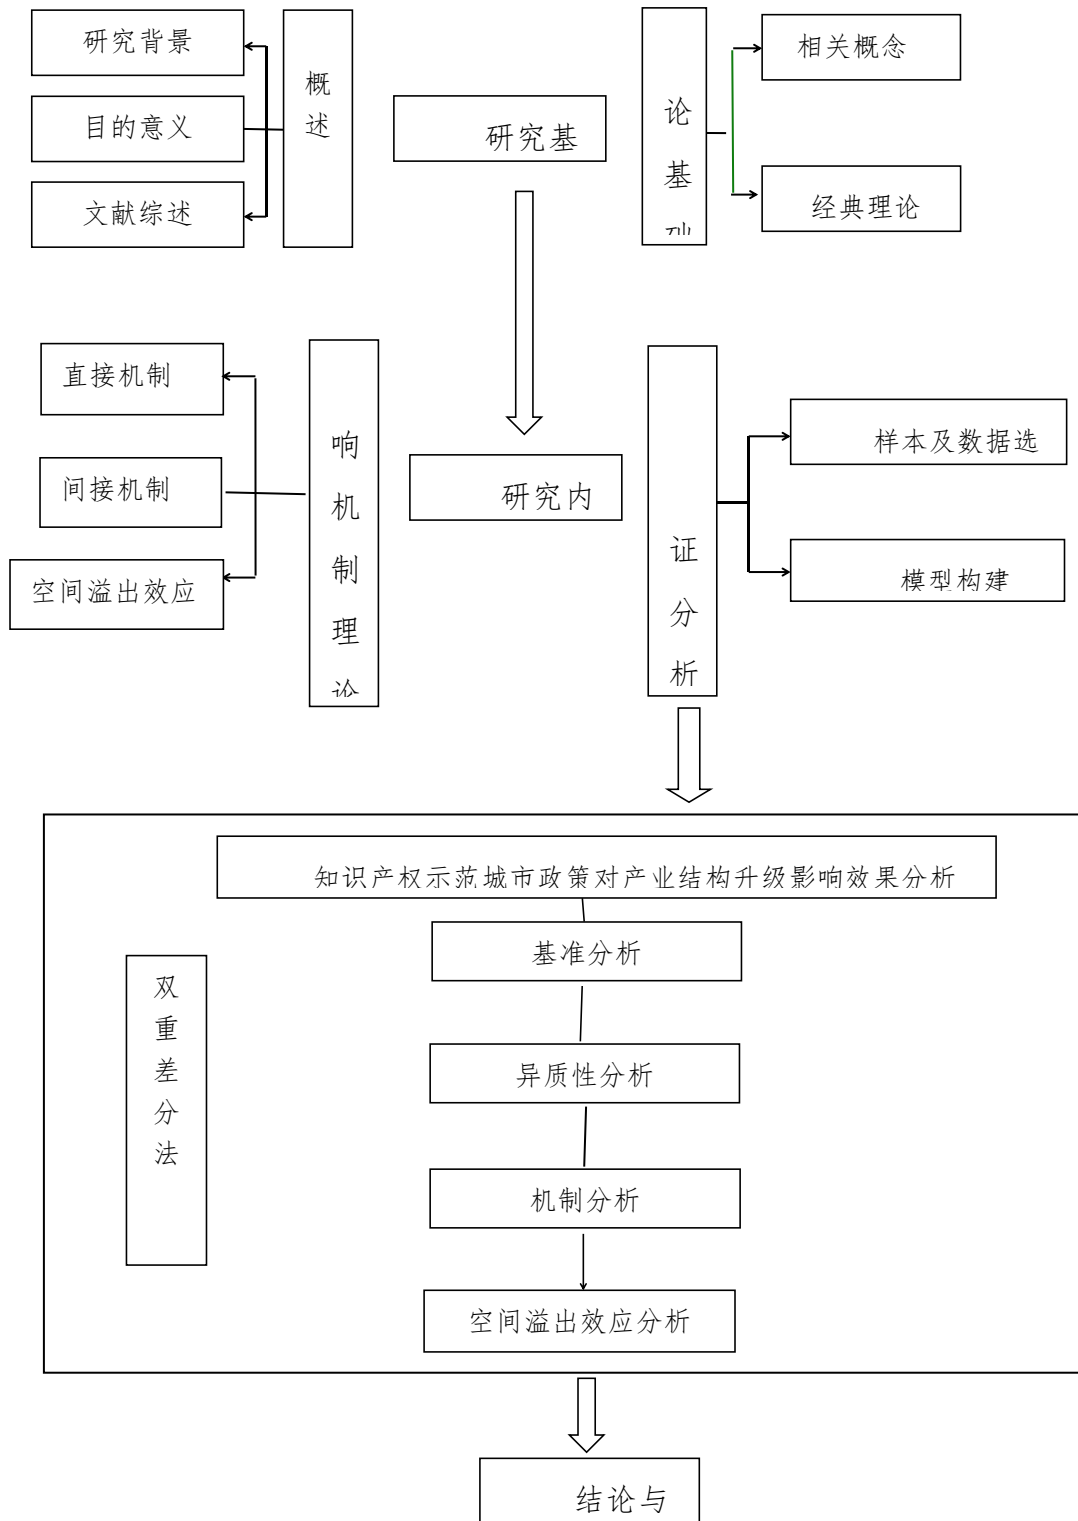 研究背景
目的意义
文献综述
概述
研究基
论基础
相关概念
经典理论
直接机制
间接机制
空间溢出效应
响机制理论
研究内
证分析
样本及数据选
模型构建
知识产权示范城市政策对产业结构升级影响效果分析
双重差分法
基准分析
异质性分析
机制分析
空间溢出效应分析
结论与